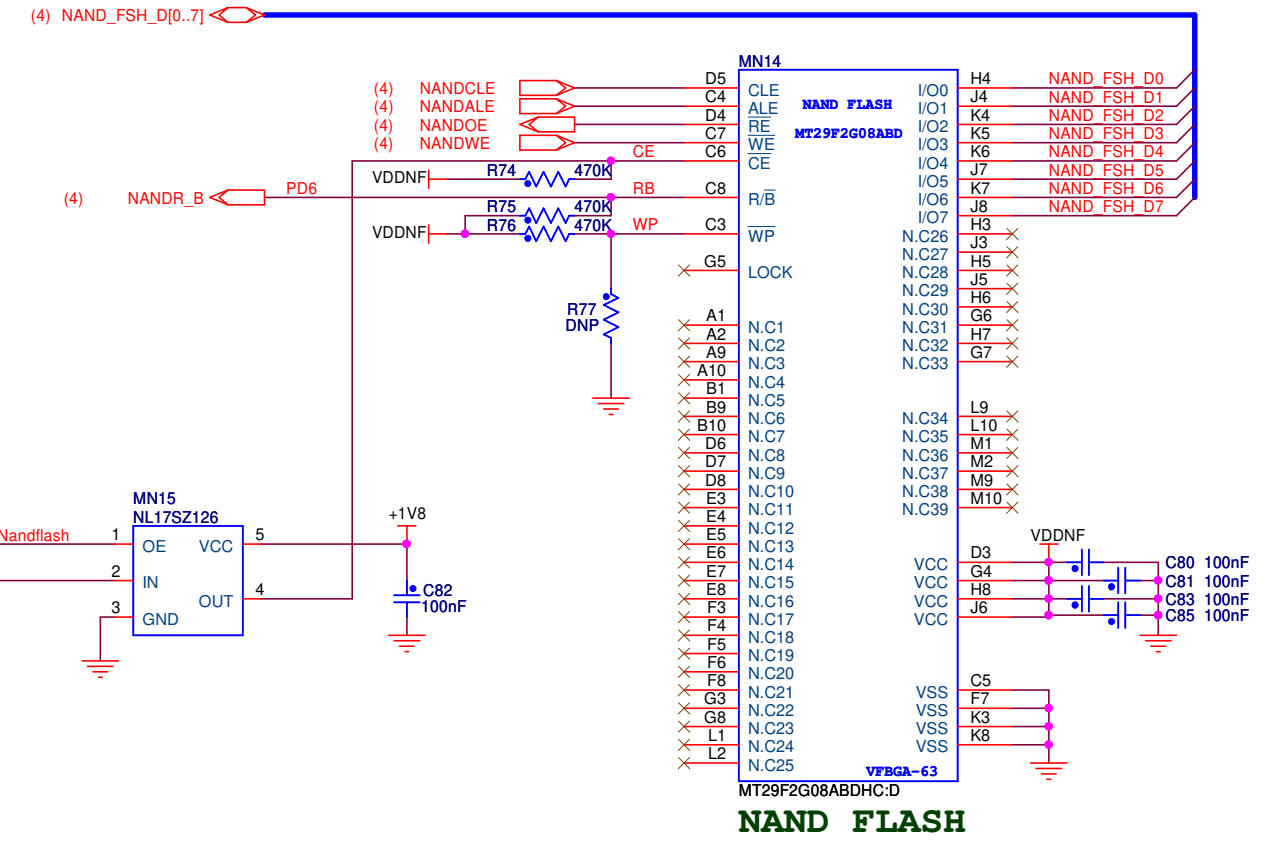 (4) NAND_FSH_D[0..7]
MN14
(4) NANDCLE D5 CLE
(4) NANDALE C4 ALE
(4) NANDOE D4 RE
(4) NANDWE C7 WE
CE C6 CE
VDDNF R74 470K
(4) NANDR_B PD6 RB C8 R/B
R75 470K
VDDNF R76 470K WP C3 WP
G5 LOCK
R77
DNP
NAND FLASH
MT29F2G08ABD
I/O0 H4 NAND_FSH_D0
I/O1 J4 NAND_FSH_D1
I/O2 K4 NAND_FSH_D2
I/O3 K5 NAND_FSH_D3
I/O4 K6 NAND_FSH_D4
I/O5 J7 NAND_FSH_D5
I/O6 K7 NAND_FSH_D6
I/O7 J8 NAND_FSH_D7
N.C26 H3
N.C27 J3
N.C28 H5
N.C29 J5
N.C30 H6
N.C31 G6
N.C32 H7
N.C33 G7
A1 N.C1
A2 N.C2
A9 N.C3
A10 N.C4
B1 N.C5
B9 N.C6
B10 N.C7
D6 N.C8
D7 N.C9
D8 N.C10
E3 N.C11
E4 N.C12
E5 N.C13
E6 N.C14
E7 N.C15
E8 N.C16
F3 N.C17
F4 N.C18
F5 N.C19
F6 N.C20
F8 N.C21
G3 N.C22
G8 N.C23
L1 N.C24
L2 N.C25
N.C34 L9
N.C35 L10
N.C36 M1
N.C37 M2
N.C38 M9
N.C39 M10
VDDNF
VCC D3 C80 100nF
VCC G4 C81 100nF
VCC H8 C83 100nF
VCC J6 C85 100nF
VSS C5
VSS F7
VSS K3
VSS K8
VFBGA-63
MT29F2G08ABDHC:D
NAND FLASH
MN15
NL17SZ126
Nandflash 1 OE VCC 5
2 IN
OUT 4
3 GND
+1V8
C82
100nF